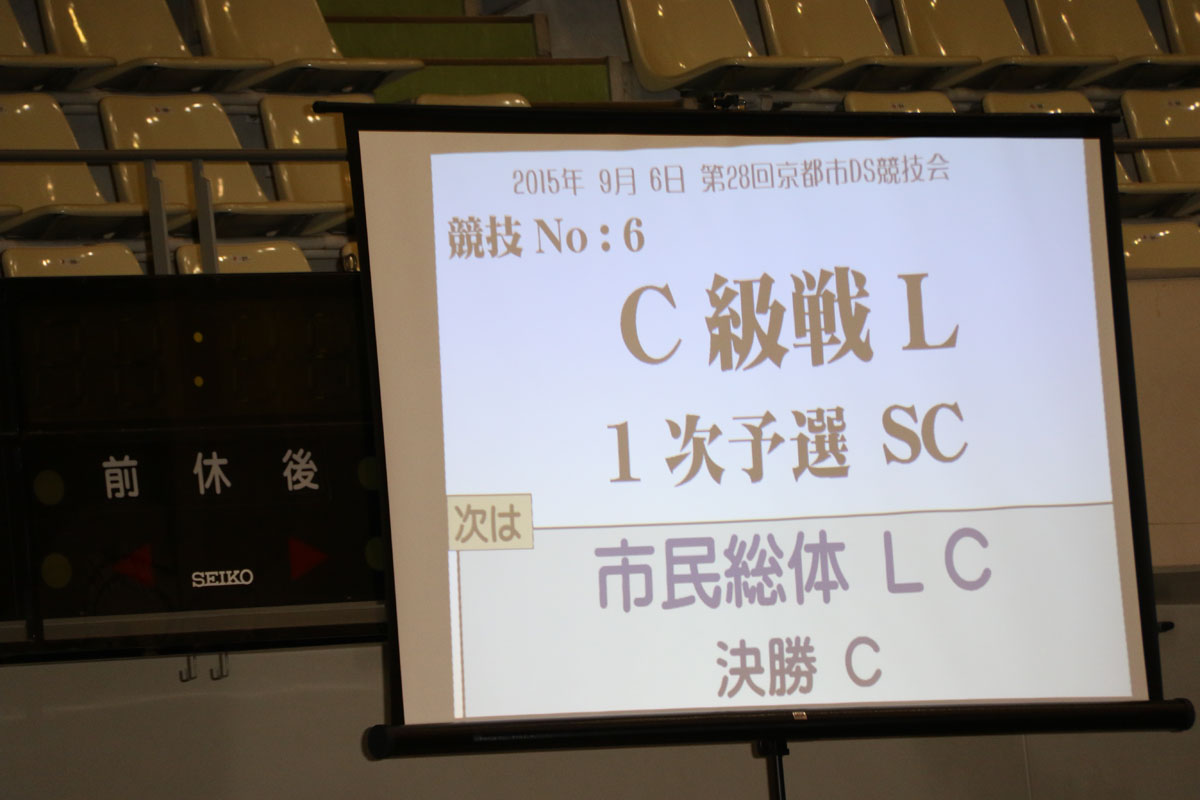 2015年 9月 6日 第28回京都市DS競技会
競技 No : 6
C 級戦 L
1 次予選 SC
次は
市民総体 L C
決勝 C
前 休 後
SEIKO